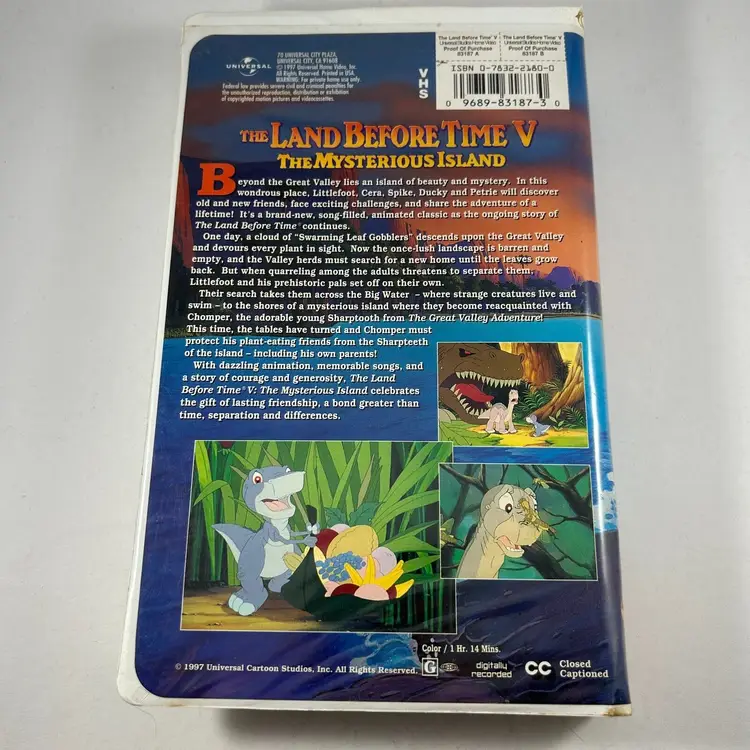 UNIVERSAL
70 UNIVERSAL CITY PLAZA,
UNIVERSAL CITY, CA 91608
©1997 Universal Home Video, Inc.
All Rights Reserved. Printed in USA.
WARNING: For private home use only.
Federal law provides severe civil and criminal penalties for
the unauthorized reproduction, distribution or exhibition
of copyrighted motion pictures and videocassettes.
VHS
The Land Before Time V
Universal Studios Home Video
Proof Of Purchase
83187 A
The Land Before Time V
Universal Studios Home Video
Proof Of Purchase
83187 B
ISBN 0-7832-2180-0
0 9689-83187-3 0
THE LAND BEFORE TIME V
THE MYSTERIOUS ISLAND
Beyond the Great Valley lies an island of beauty and mystery. In this
wondrous place, Littlefoot, Cera, Spike, Ducky and Petrie will discover
old and new friends, face exciting challenges, and share the adventure of a
lifetime! It's a brand-new, song-filled, animated classic as the ongoing story of
The Land Before Time continues.
One day, a cloud of "Swarming Leaf Gobblers" descends upon the Great Valley
and devours every plant in sight. Now the once-lush landscape is barren and
empty, and the Valley herds must search for a new home until the leaves grow
back. But when quarreling among the adults threatens to separate them,
Littlefoot and his prehistoric pals set off on their own.
Their search takes them across the Big Water – where strange creatures live and
swim – to the shores of a mysterious island where they become reacquainted with
Chomper, the adorable young Sharptooth from The Great Valley Adventure!
This time, the tables have turned and Chomper must
protect his plant-eating friends from the Sharpteeth
of the island – including his own parents!
With dazzling animation, memorable songs, and
a story of courage and generosity, The Land
Before Time V: The Mysterious Island celebrates
the gift of lasting friendship, a bond greater than
time, separation and differences.
Color / 1 Hr. 14 Mins.
© 1997 Universal Cartoon Studios, Inc. All Rights Reserved.
G
digitally
recorded
CC
Closed
Captioned